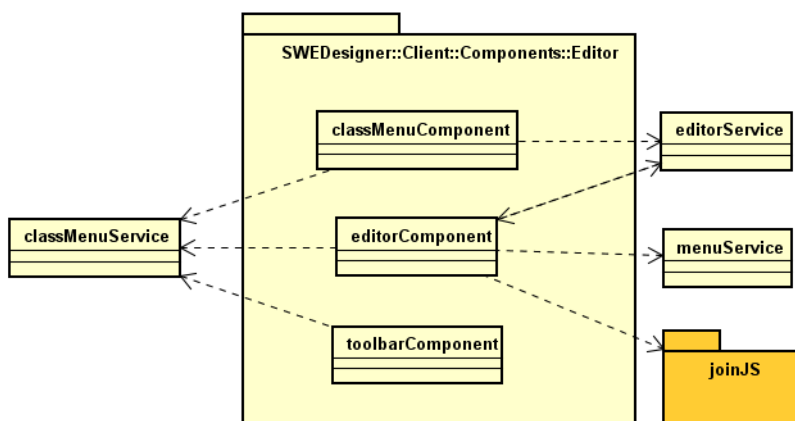 SWEDesigner::Client::Components::Editor
classMenuComponent
editorService
classMenuService
editorComponent
menuService
toolbarComponent
joinJS